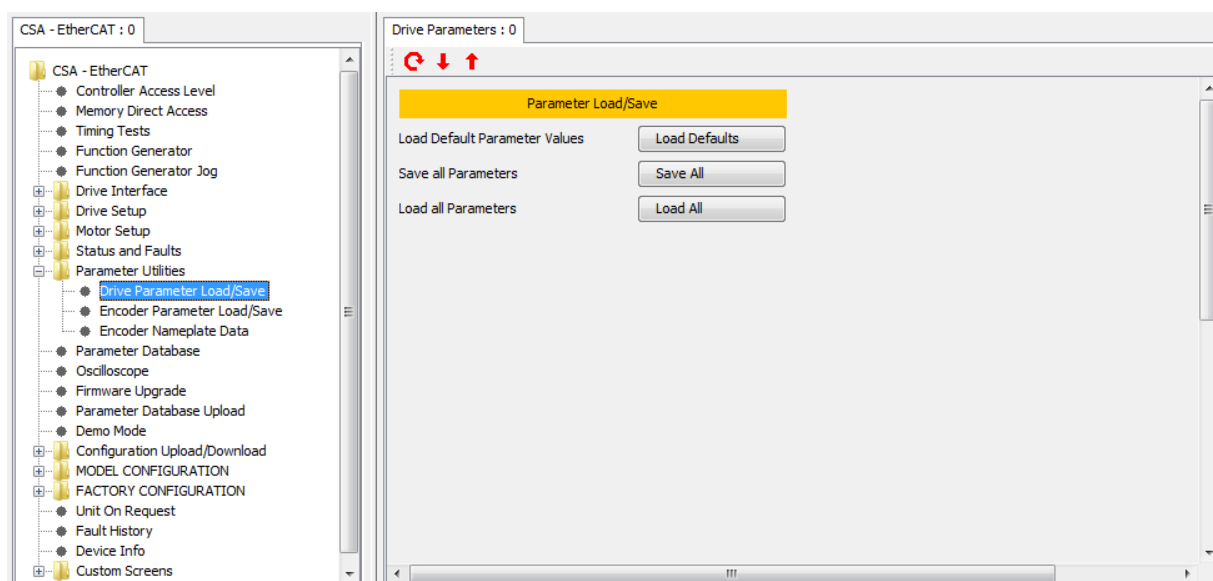 CSA - EtherCAT : 0
CSA - EtherCAT
Controller Access Level
Memory Direct Access
Timing Tests
Function Generator
Function Generator Jog
Drive Interface
Drive Setup
Motor Setup
Status and Faults
Parameter Utilities
Drive Parameter Load/Save
Encoder Parameter Load/Save
Encoder Nameplate Data
Parameter Database
Oscilloscope
Firmware Upgrade
Parameter Database Upload
Demo Mode
Configuration Upload/Download
MODEL CONFIGURATION
FACTORY CONFIGURATION
Unit On Request
Fault History
Device Info
Custom Screens
Drive Parameters : 0
Parameter Load/Save
Load Default Parameter Values Load Defaults
Save all Parameters Save All
Load all Parameters Load All